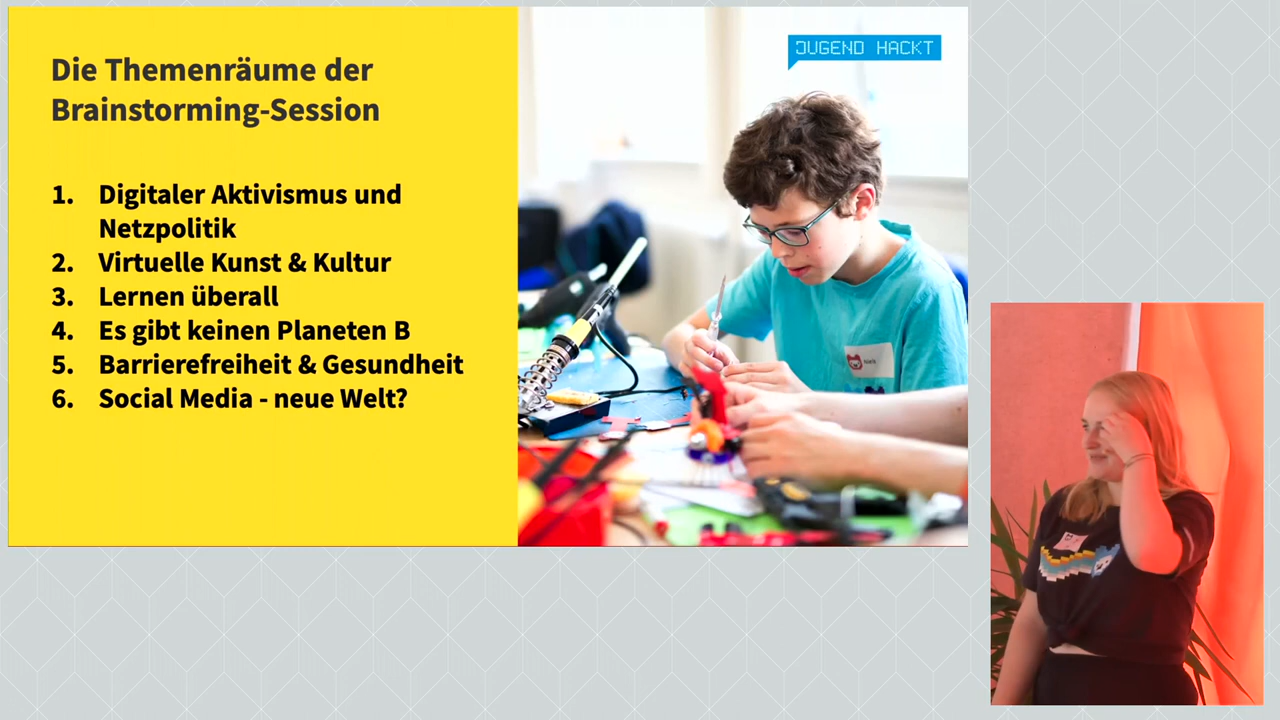 Die Themenräume der
Brainstorming-Session
1. Digitaler Aktivismus und
Netzpolitik
2. Virtuelle Kunst & Kultur
3. Lernen überall
4. Es gibt keinen Planeten B
5. Barrierefreiheit & Gesundheit
6. Social Media - neue Welt?
JUGEND HACKT
Niels